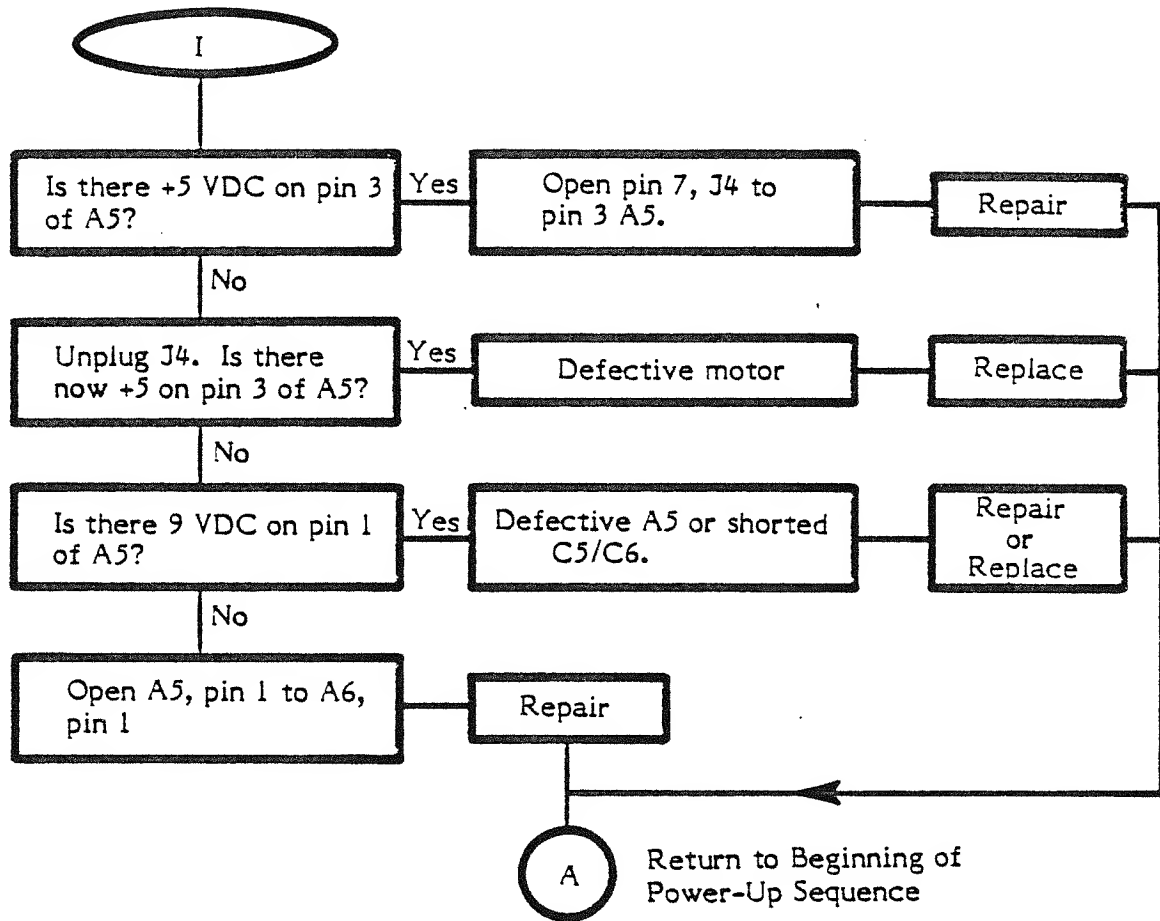 I
Is there +5 VDC on pin 3
of A5?
Yes
Open pin 7, J4 to
pin 3 A5.
Repair
No
Unplug J4. Is there
now +5 on pin 3 of A5?
Yes
Defective motor
Replace
No
Is there 9 VDC on pin 1
of A5?
Yes
Defective A5 or shorted
C5/C6.
Repair
or
Replace
No
Open A5, pin 1 to A6,
pin 1
Repair
A
Return to Beginning of
Power-Up Sequence